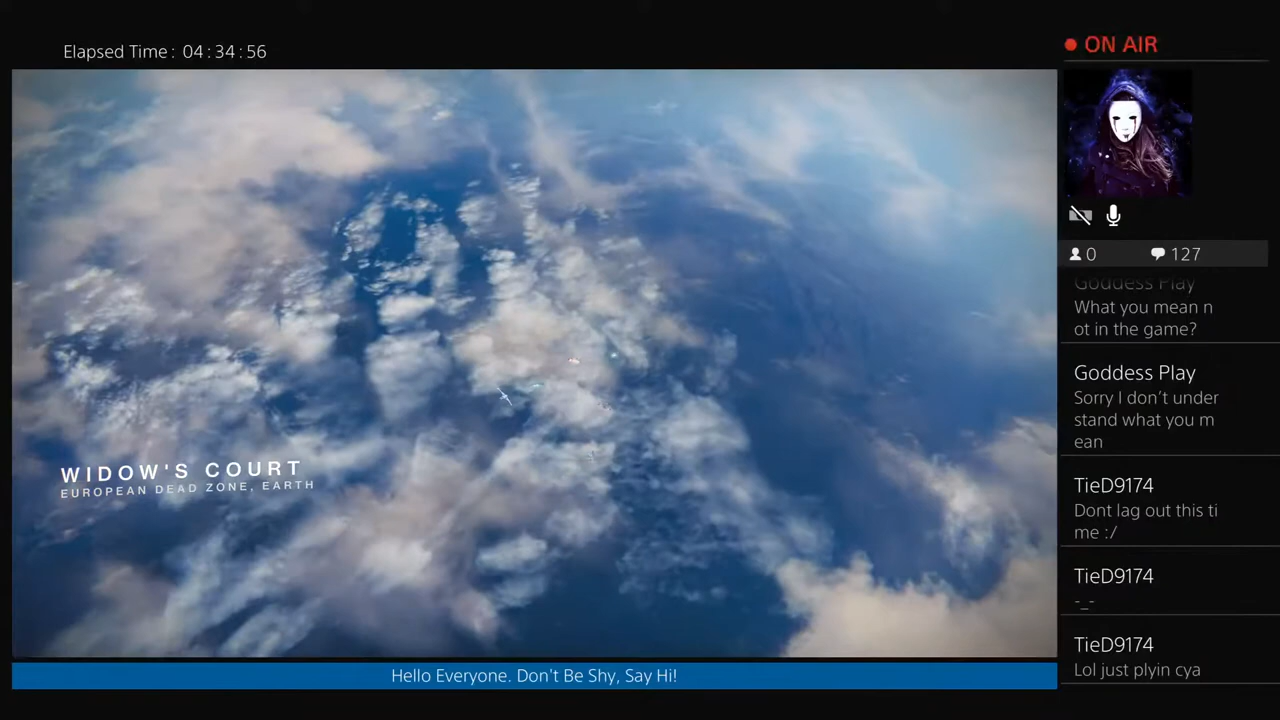 Elapsed Time: 04:34:56
ON AIR
0
127
Goddess Play
What you mean n
ot in the game?
Goddess Play
Sorry I don't under
stand what you m
ean
TieD9174
Dont lag out this ti
me :/
TieD9174
-_-
TieD9174
Lol just plyin cya
WIDOW'S COURT
EUROPEAN DEAD ZONE, EARTH
Hello Everyone. Don't Be Shy, Say Hi!